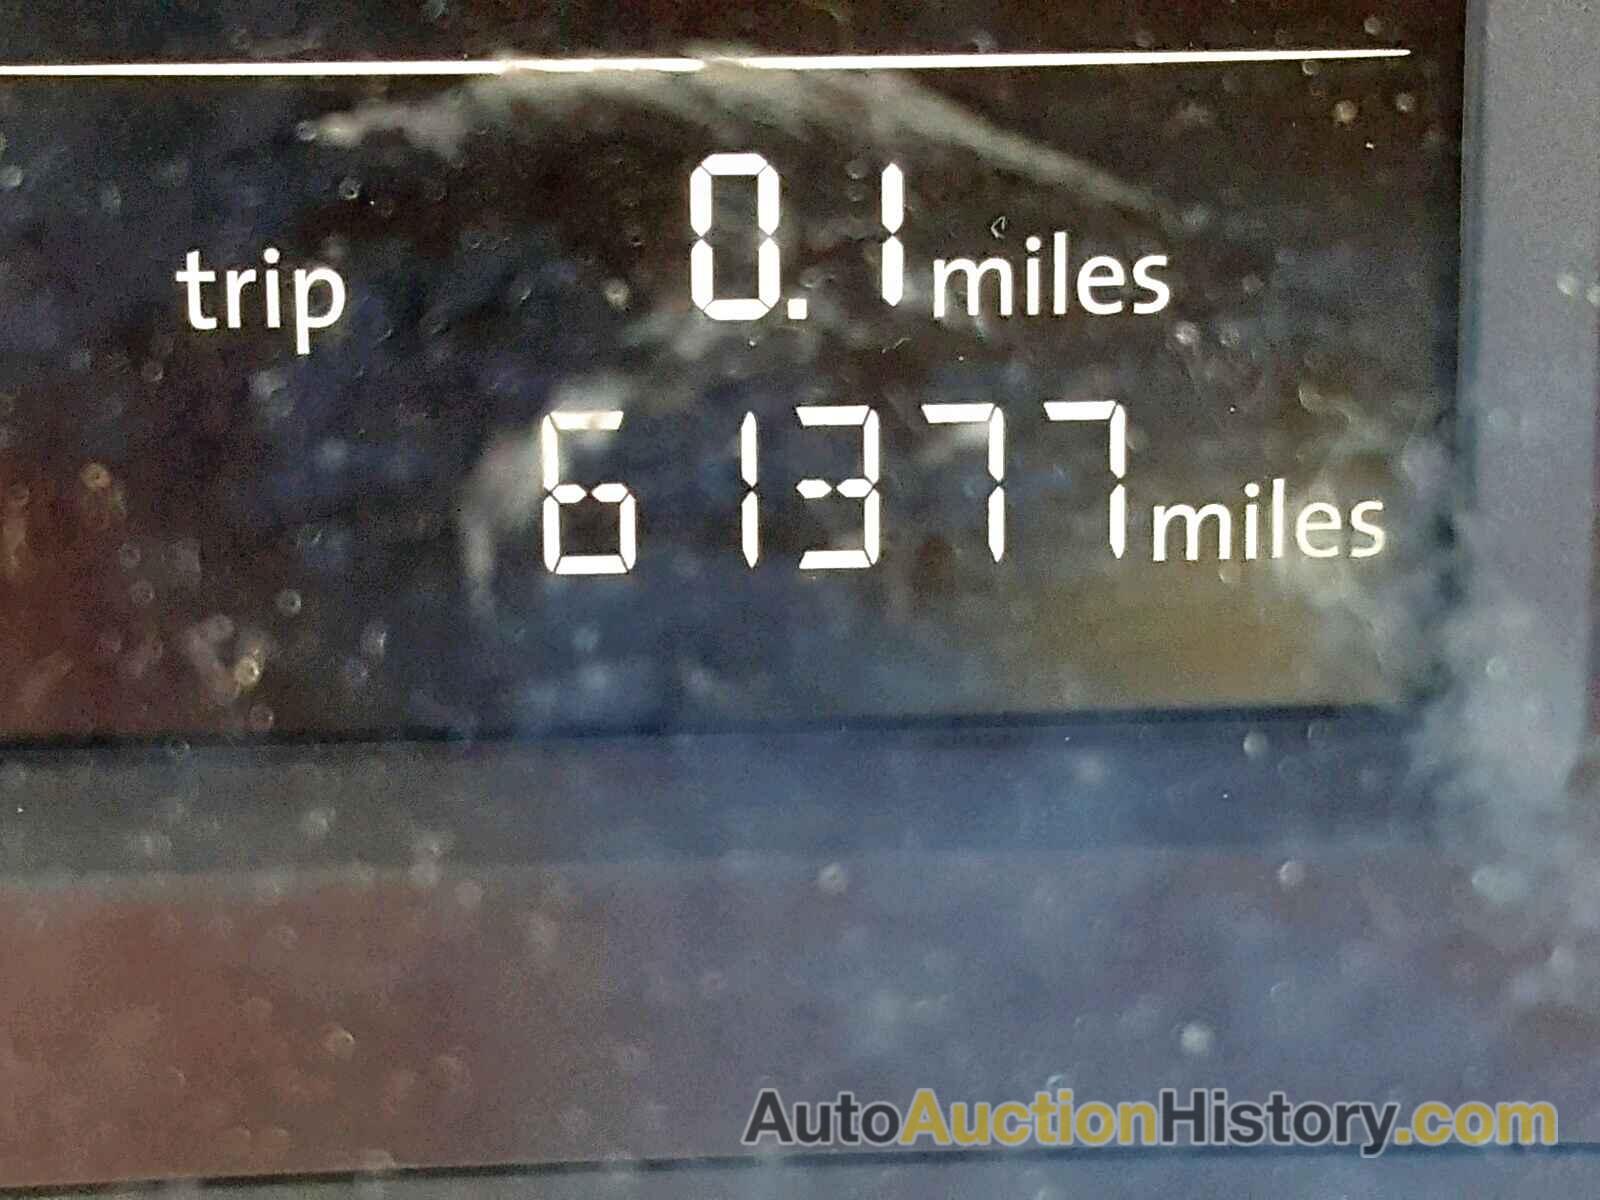 trip 0.1 miles
61377 miles
AutoAuctionHistory.com